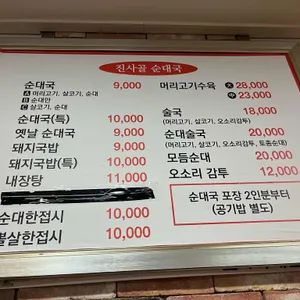 진사골 순대국
순대국 9,000
A 머리고기, 살코기, 순대
B 순대만
C 살코기, 순대
순대국(특) 10,000
옛날 순대국 9,000
돼지국밥 9,000
돼지국밥(특) 10,000
내장탕 11,000
순대한접시 10,000
뽈살한접시 10,000
머리고기수육 大 28,000
中 23,000
술국 18,000
(머리고기, 살코기, 오소리감투)
순대술국 20,000
(머리고기, 살코기, 오소리감투, 토종순대)
모듬순대 20,000
오소리 감투 12,000
순대국 포장 2인분부터
(공기밥 별도)